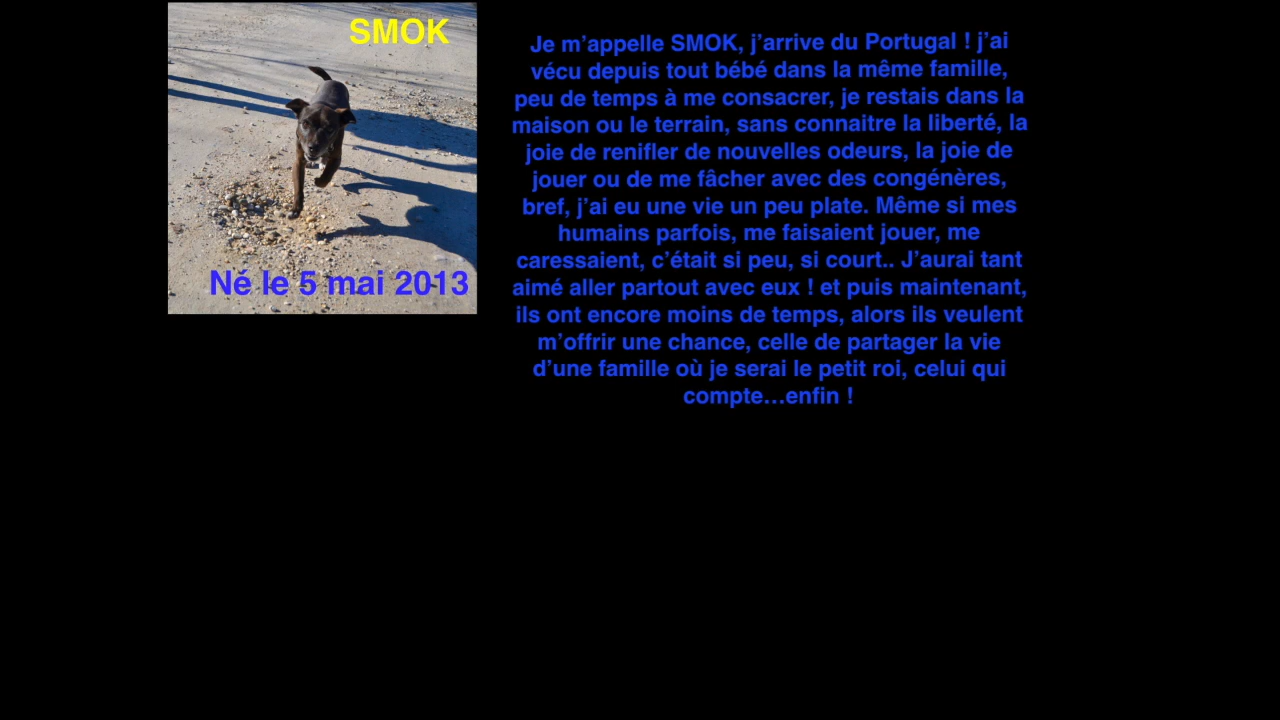 SMOK
Né le 5 mai 2013
Je m’appelle SMOK, j’arrive du Portugal ! j’ai
vécu depuis tout bébé dans la même famille,
peu de temps à me consacrer, je restais dans la
maison ou le terrain, sans connaitre la liberté, la
joie de renifler de nouvelles odeurs, la joie de
jouer ou de me fâcher avec des congénères,
bref, j’ai eu une vie un peu plate. Même si mes
humains parfois, me faisaient jouer, me
caressaient, c’était si peu, si court.. J’aurai tant
aimé aller partout avec eux ! et puis maintenant,
ils ont encore moins de temps, alors ils veulent
m’offrir une chance, celle de partager la vie
d’une famille où je serai le petit roi, celui qui
compte…enfin !